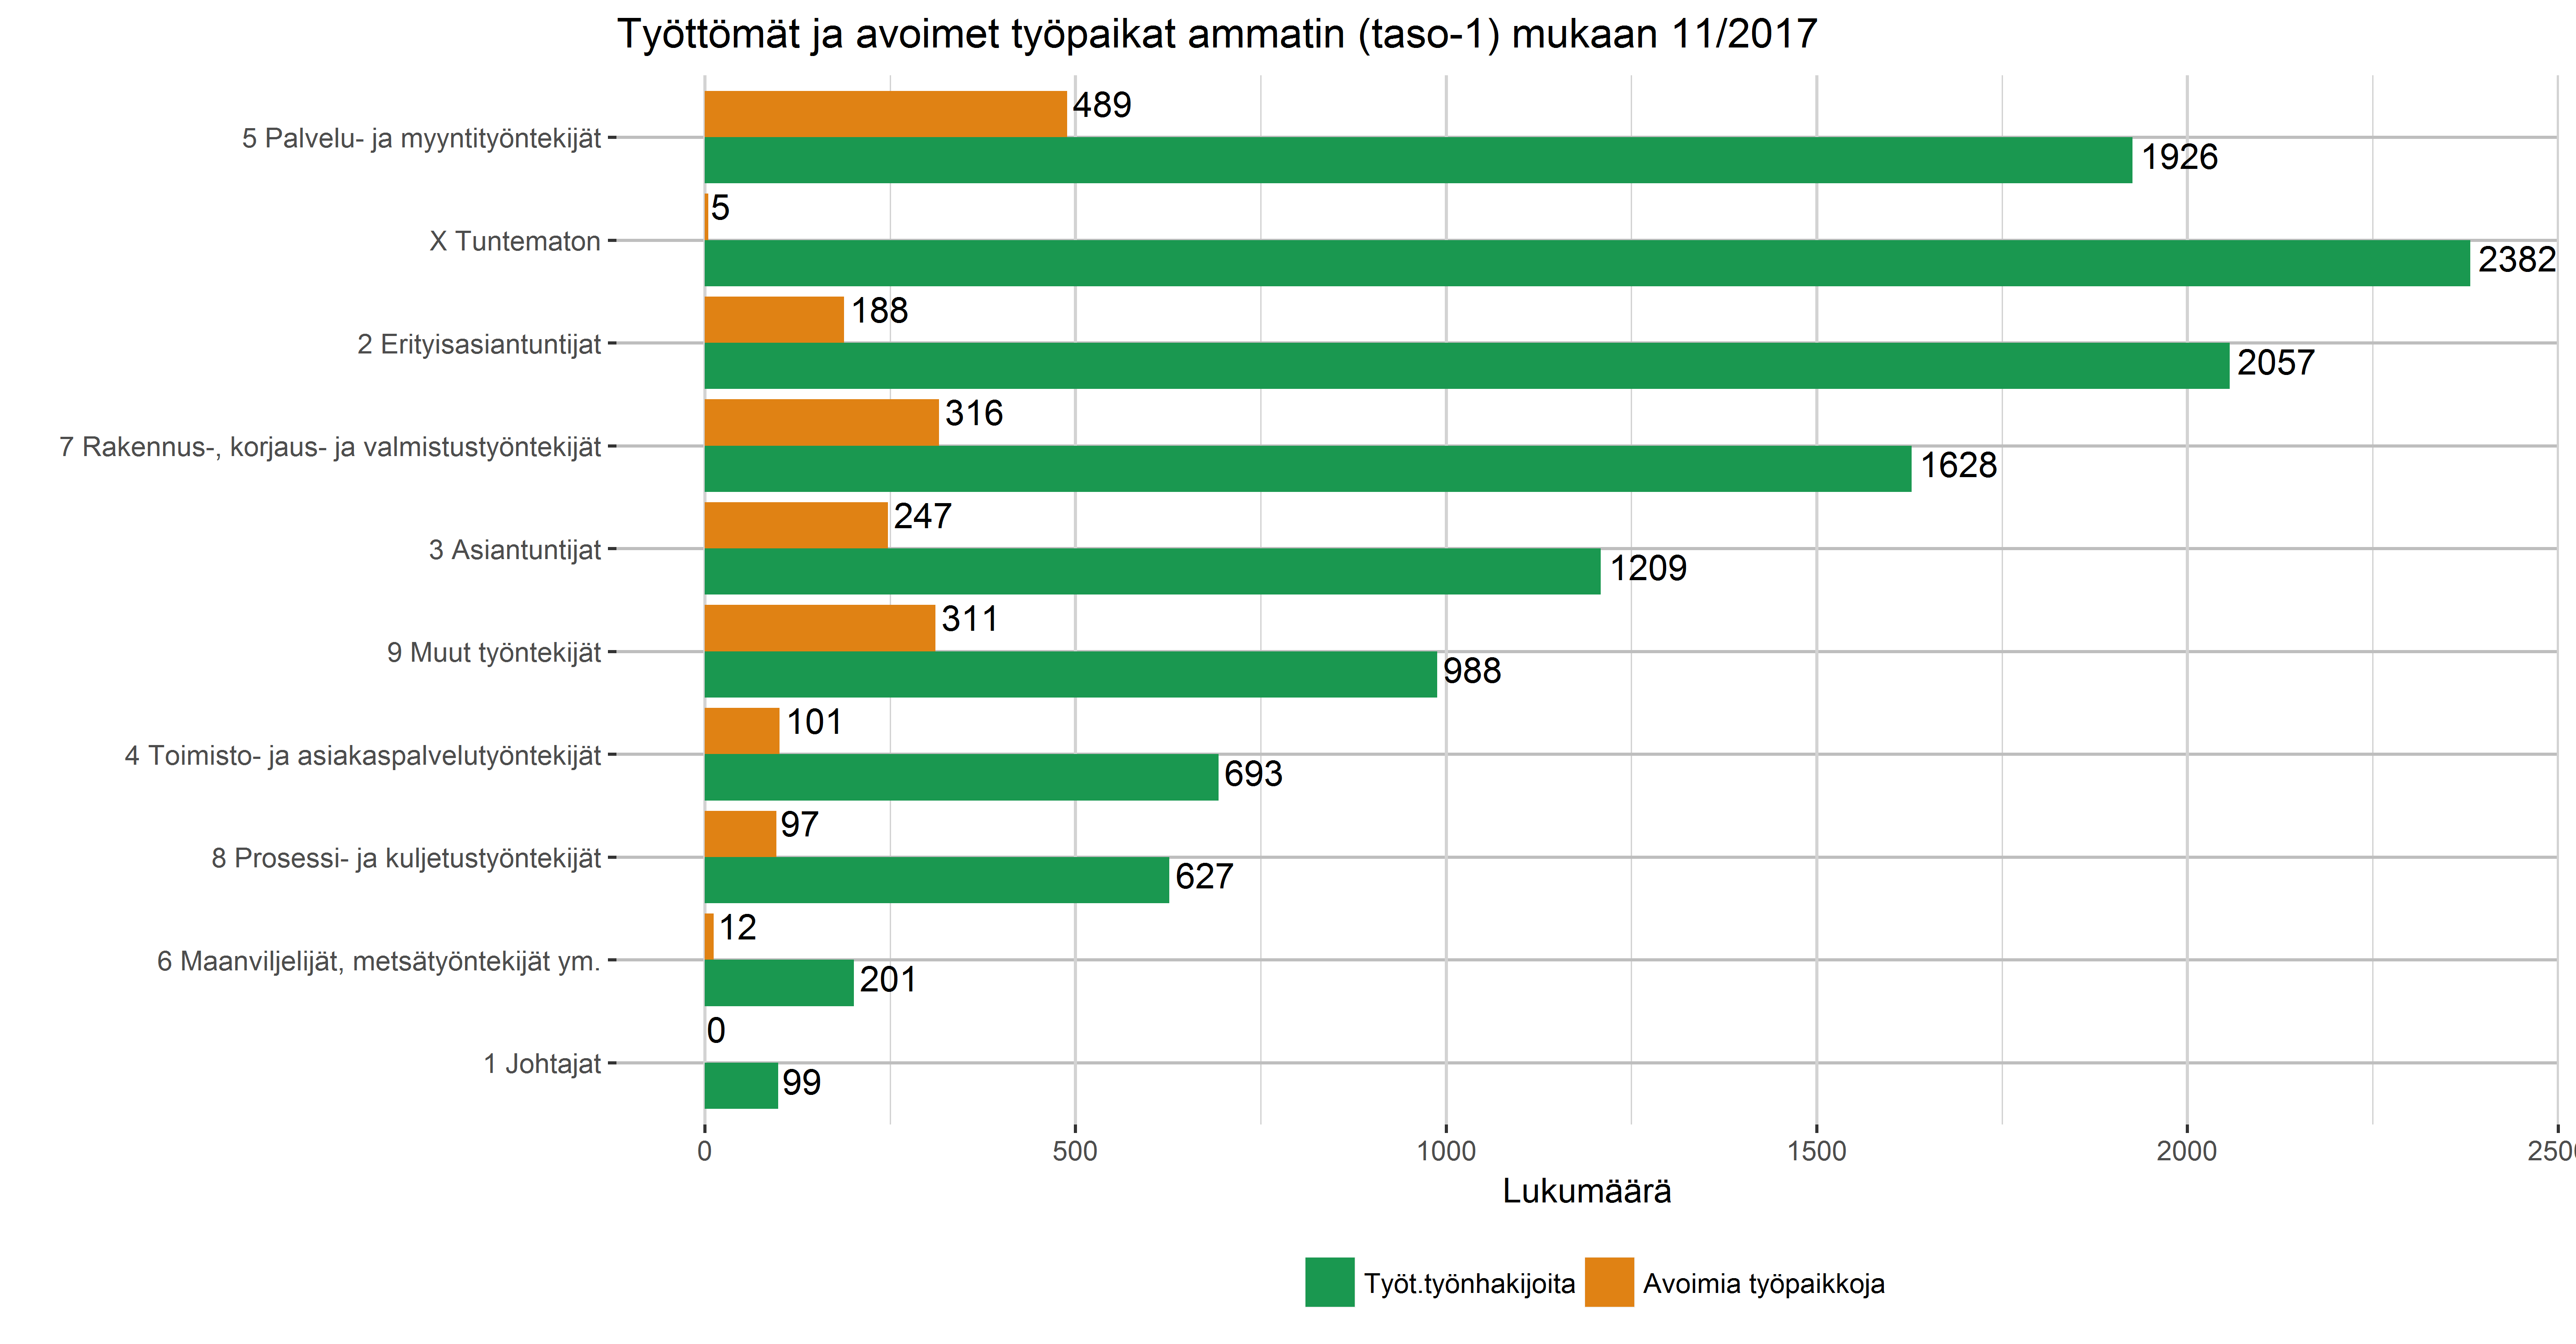 Työttömät ja avoimet työpaikat ammatin (taso-1) mukaan 11/2017
5 Palvelu- ja myyntityöntekijät
489
1926
X Tuntematon
5
2382
2 Erityisasiantuntijat
188
2057
7 Rakennus-, korjaus- ja valmistustyöntekijät
316
1628
3 Asiantuntijat
247
1209
9 Muut työntekijät
311
988
4 Toimisto- ja asiakaspalvelutyöntekijät
101
693
8 Prosessi- ja kuljetustyöntekijät
97
627
6 Maanviljelijät, metsätyöntekijät ym.
12
201
1 Johtajat
0
99
0 500 1000 1500 2000 2500
Lukumäärä
Työt.työnhakijoita Avoimia työpaikkoja